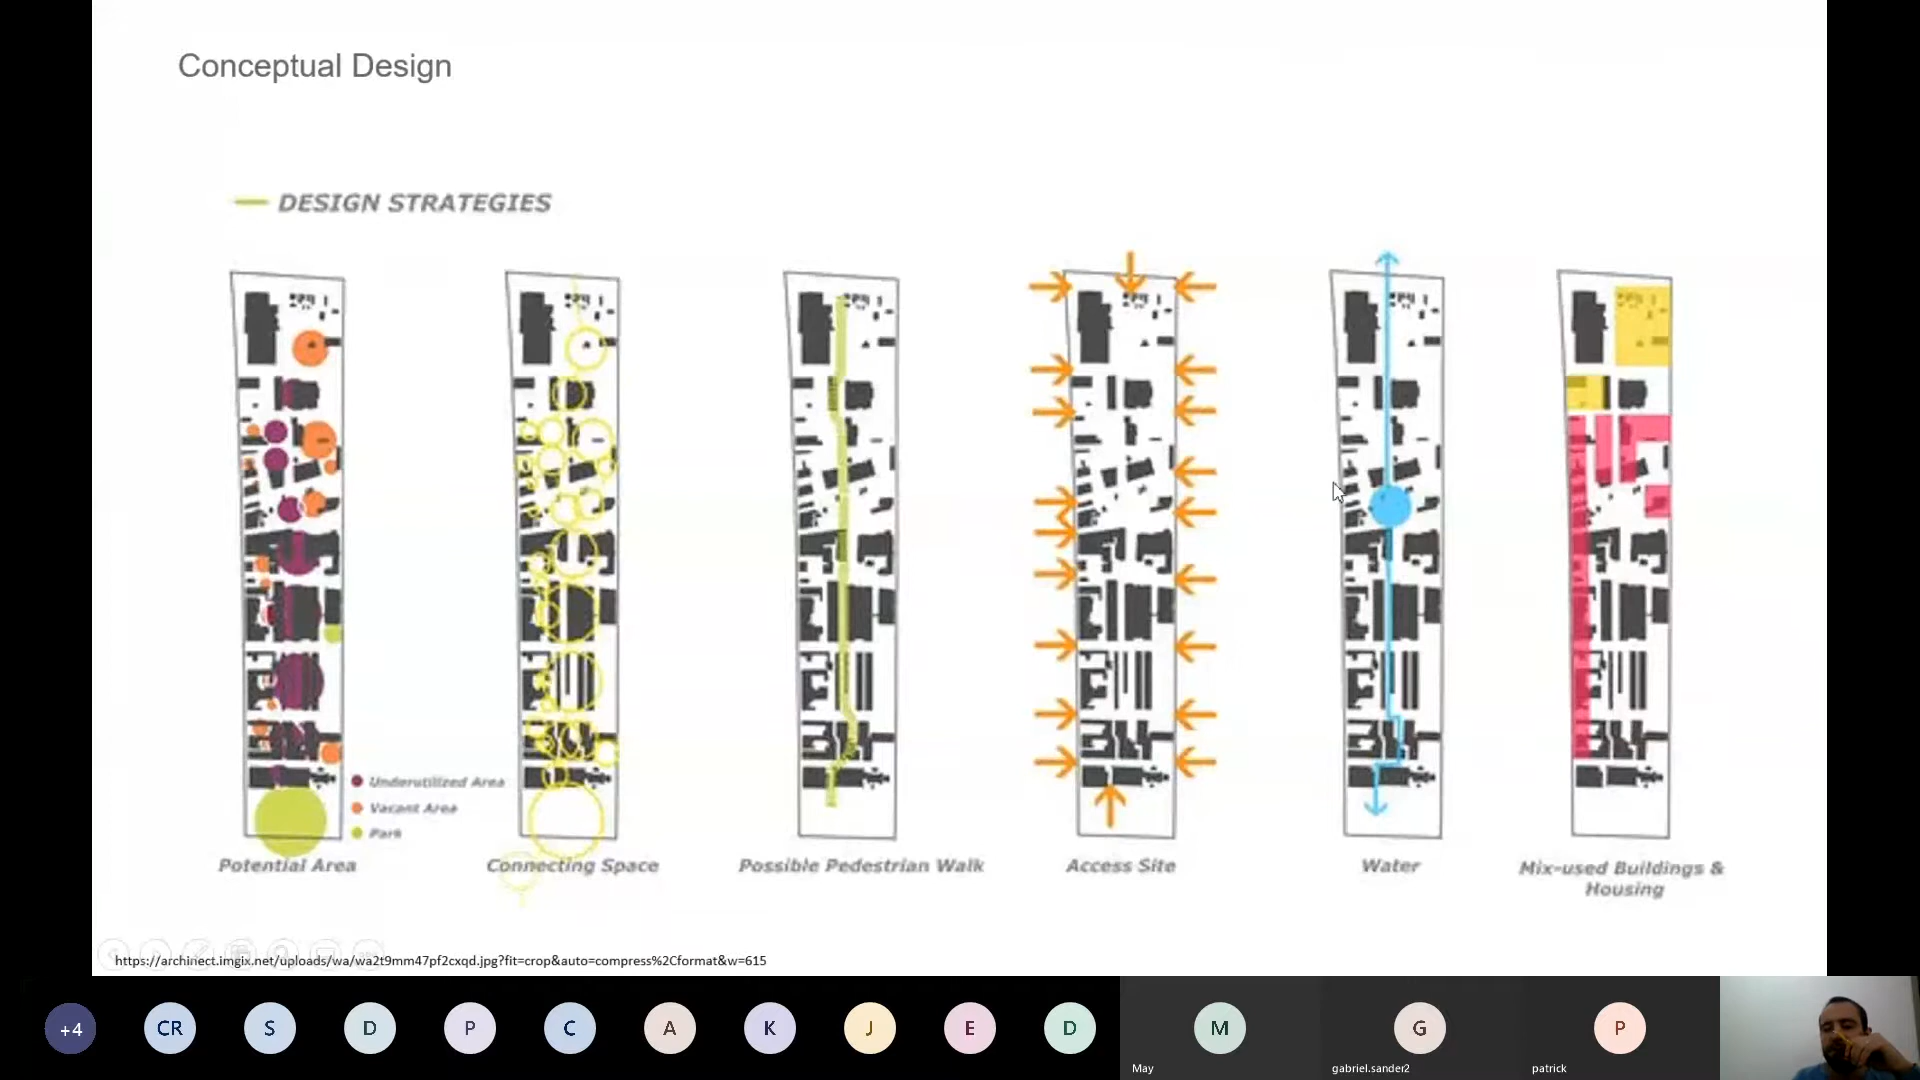 Conceptual Design
DESIGN STRATEGIES
Underutilized Area
Vacant Area
Park
Potential Area
Connecting Space
Possible Pedestrian Walk
Access Site
Water
Mix-used Buildings &
Housing
https://archinect.imgix.net/uploads/wa/wa2t9mm47pf2cxqd.jpg?fit=crop&auto=compress%2Cformat&w=615
+4
CR
S
D
P
C
A
K
J
E
D
M
G
P
May
gabriel.sander2
patrick